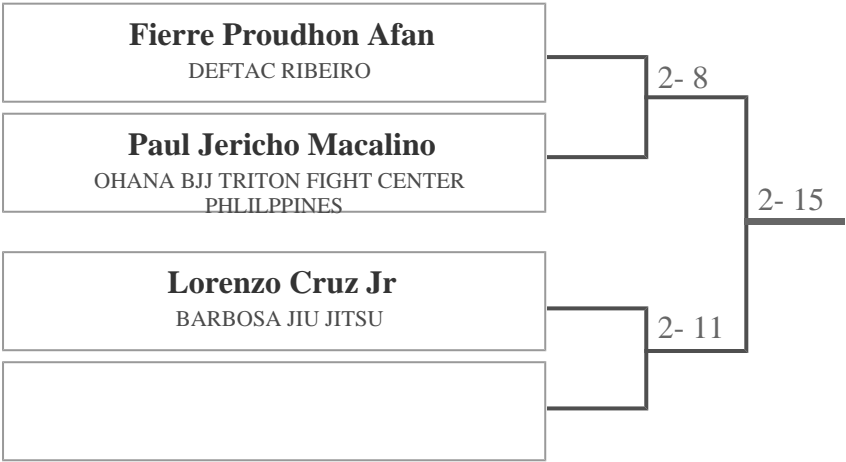 Fierre Proudhon Afan
DEFTAC RIBEIRO
2- 8
Paul Jericho Macalino
OHANA BJJ TRITON FIGHT CENTER
PHLILPPINES
2- 15
Lorenzo Cruz Jr
BARBOSA JIU JITSU
2- 11